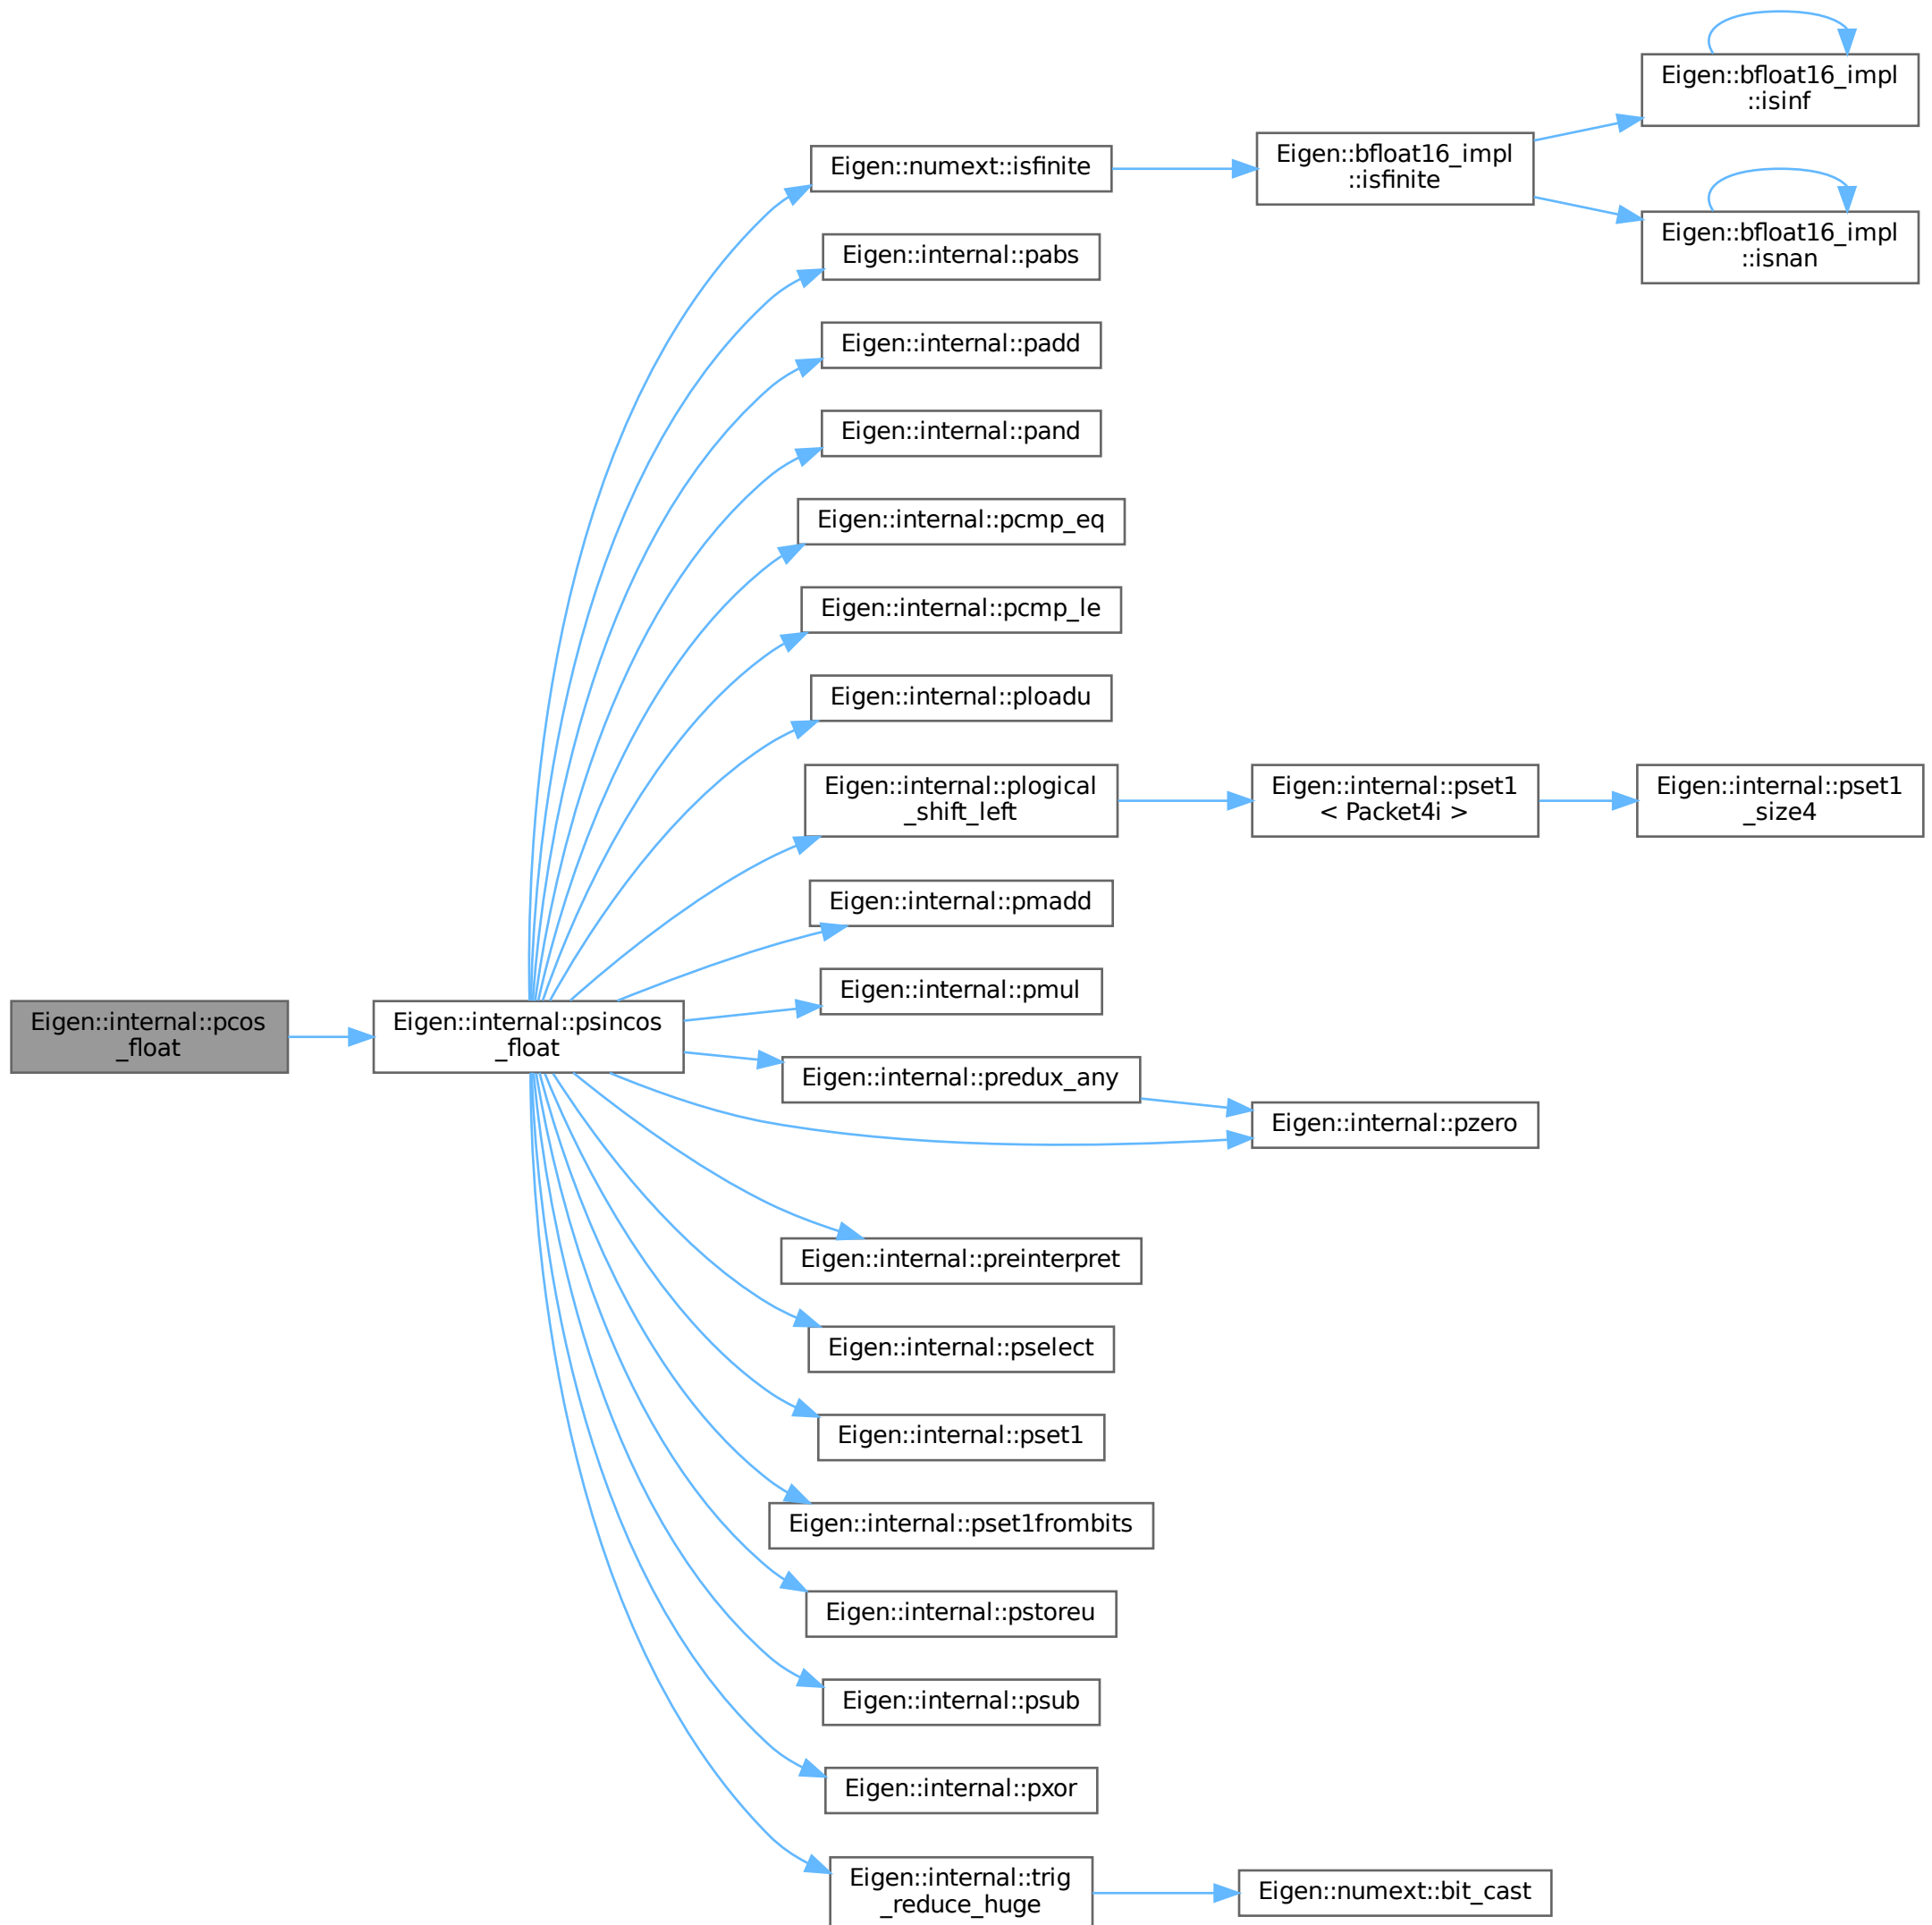 Eigen::bfloat16_impl
::isinf
Eigen::numext::isfinite
Eigen::bfloat16_impl
::isfinite
Eigen::bfloat16_impl
::isnan
Eigen::internal::pabs
Eigen::internal::padd
Eigen::internal::pand
Eigen::internal::pcmp_eq
Eigen::internal::pcmp_le
Eigen::internal::ploadu
Eigen::internal::plogical
_shift_left
Eigen::internal::pset1
< Packet4i >
Eigen::internal::pset1
_size4
Eigen::internal::pmadd
Eigen::internal::pmul
Eigen::internal::pcos
_float
Eigen::internal::psincos
_float
Eigen::internal::predux_any
Eigen::internal::pzero
Eigen::internal::preinterpret
Eigen::internal::pselect
Eigen::internal::pset1
Eigen::internal::pset1frombits
Eigen::internal::pstoreu
Eigen::internal::psub
Eigen::internal::pxor
Eigen::internal::trig
_reduce_huge
Eigen::numext::bit_cast